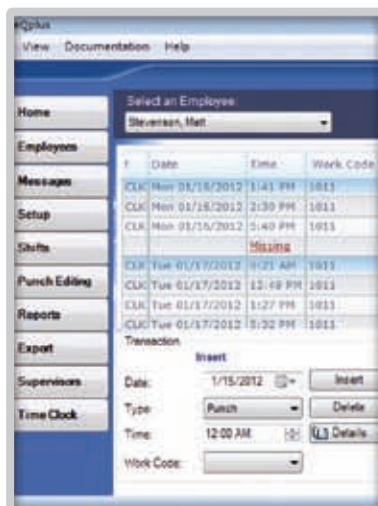 Qplus
View Documentation Help
Home
Employees
Messages
Setup
Shifts
Punch Editing
Reports
Export
Supervisors
Time Clock
Select an Employee
Stevenson, Matt
Date Time Work Code
CLK Mon 01/16/2012 1:41 PM 1011
CLK Mon 01/16/2012 2:30 PM 1011
CLK Mon 01/16/2012 5:40 PM 1011
Missing
CLK Tue 01/17/2012 9:21 AM 1011
CLK Tue 01/17/2012 12:49 PM 1011
CLK Tue 01/17/2012 1:27 PM 1011
CLK Tue 01/17/2012 5:32 PM 1011
Transaction
Insert
Date: 1/15/2012 Insert
Type: Punch Delete
Time: 12:00 AM Details
Work Code: